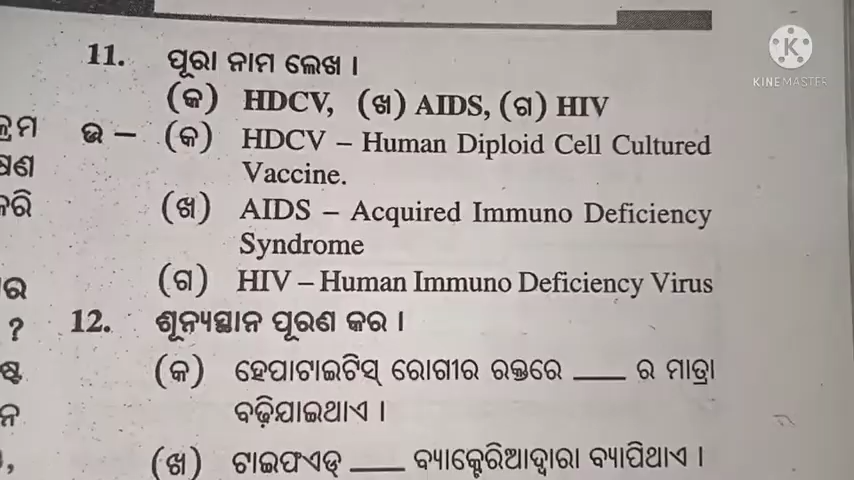 11. ପୂରା ନାମ ଲେଖ ।
(କ) HDCV, (ଖ) AIDS, (ଗ) HIV
ଉ – (କ) HDCV – Human Diploid Cell Cultured
Vaccine.
(ଖ) AIDS – Acquired Immuno Deficiency
Syndrome
(ଗ) HIV – Human Immuno Deficiency Virus
12. ଶୂନ୍ୟସ୍ଥାନ ପୂରଣ କର ।
(କ) ହେପାଟାଇଟିସ୍ ରୋଗୀର ରକ୍ତରେ ____ ର ମାତ୍ରା
ବଢ଼ିଯାଇଥାଏ ।
(ଖ) ଟାଇଫଏଡ୍ ____ ବ୍ୟାକ୍ଟେରିଆଦ୍ୱାରା ବ୍ୟାପିଥାଏ ।
KINEMASTER